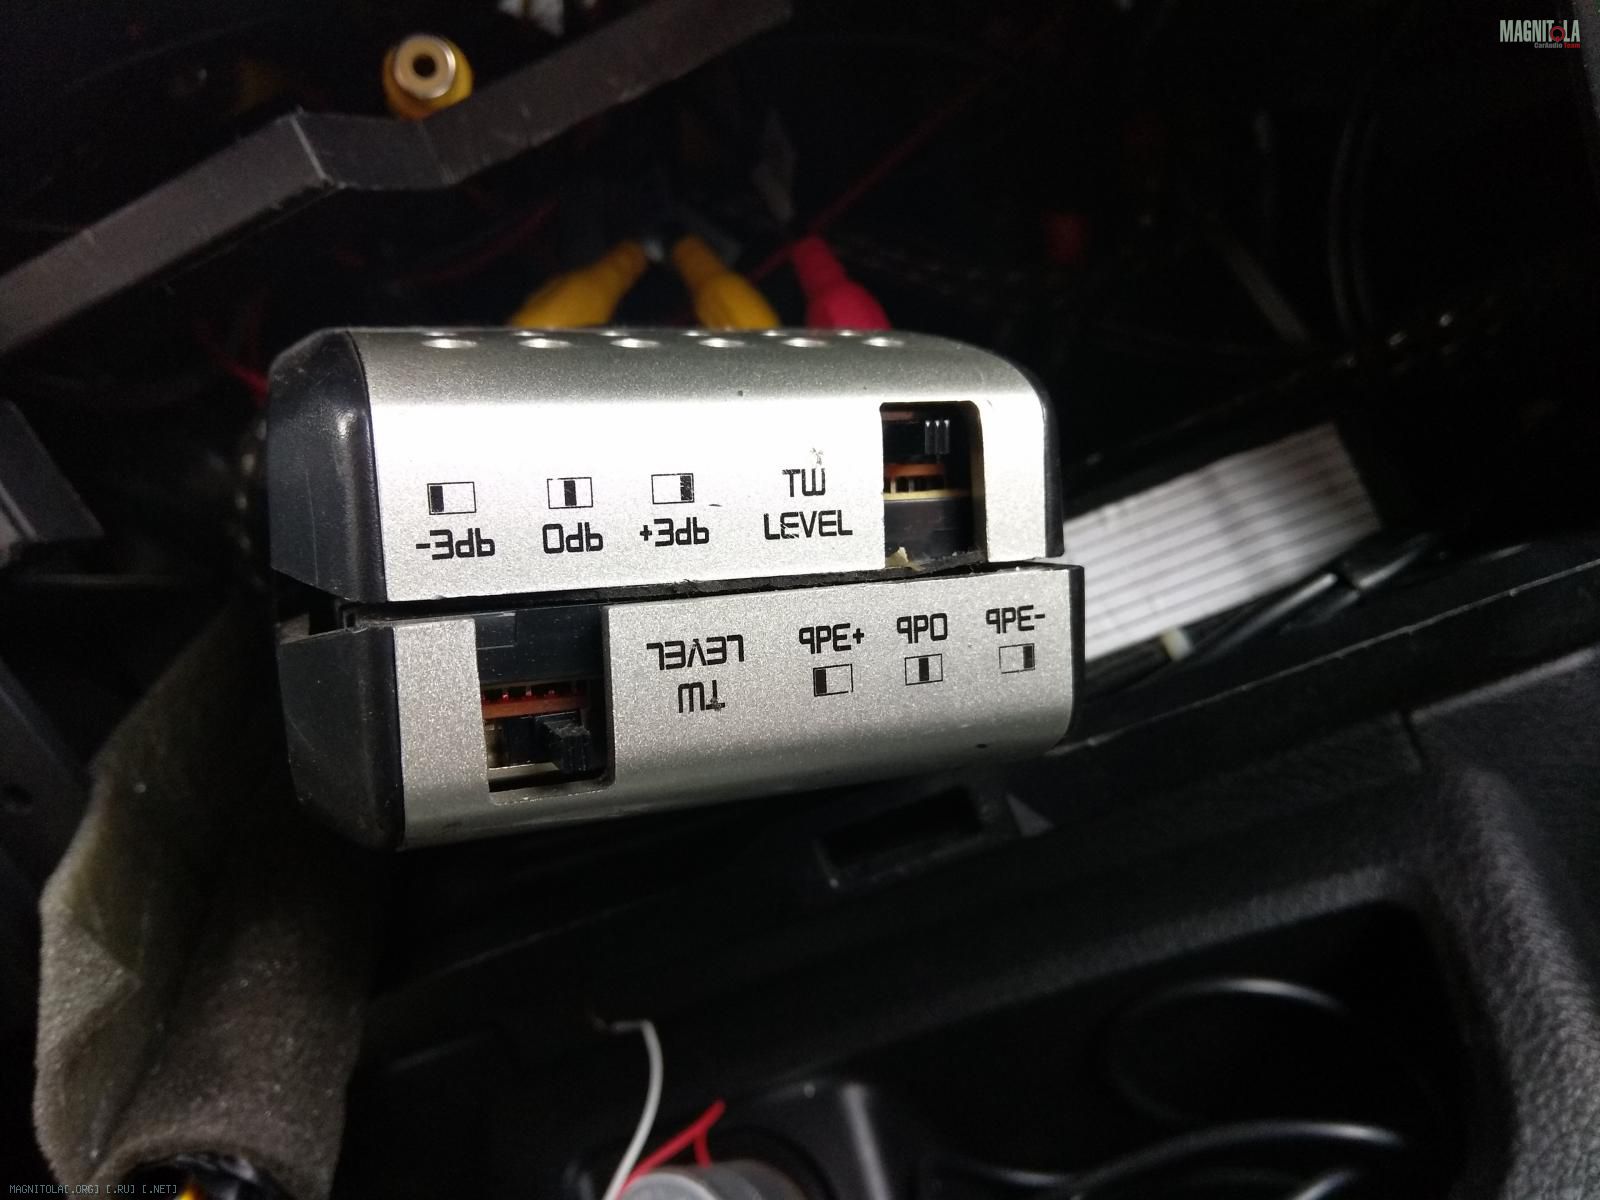 MAGNITOLA
CarAudio Team
TW
LEVEL
-3db 0db +3db
TW
LEVEL
+3db 0db -3db
MAGNITOLA[.ORG] [.RU] [.NET]